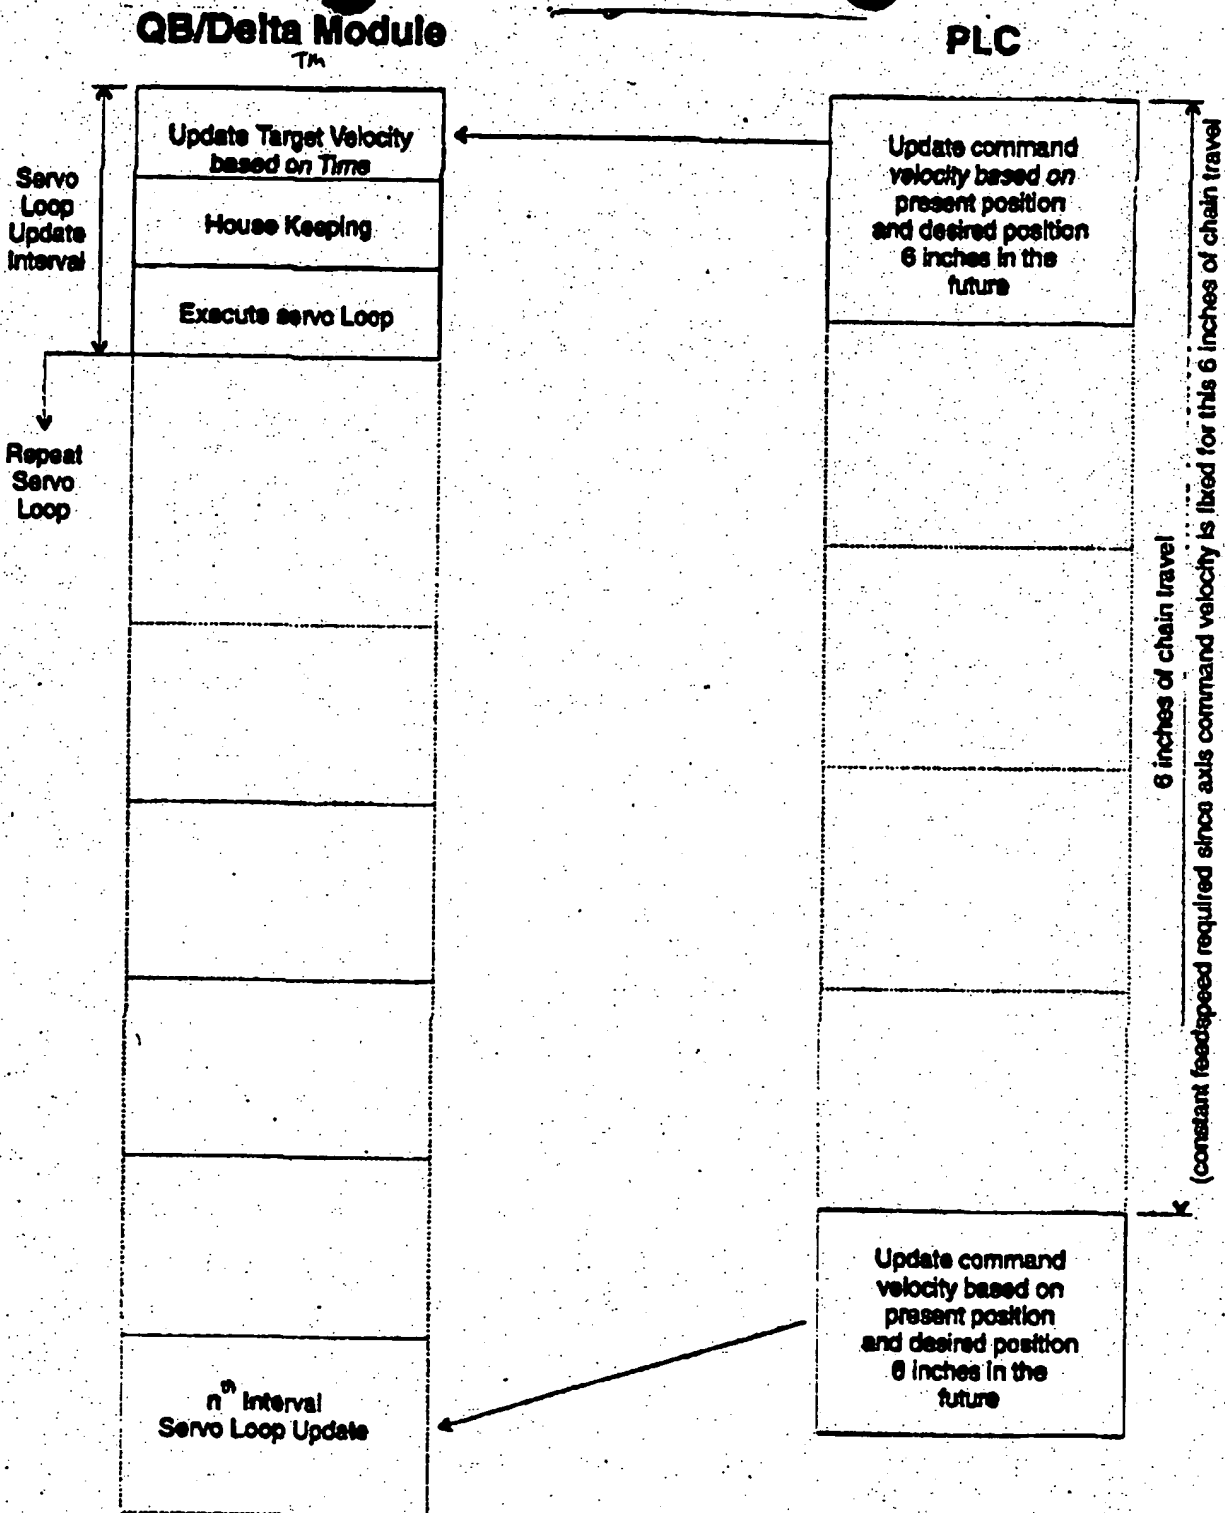 QB/Delta Module
TM
PLC
Update Target Velocity
based on Time
House Keeping
Execute servo Loop
Servo
Loop
Update
Interval
Repeat
Servo
Loop
Update command
velocity based on
present position
and desired position
6 inches in the
future
6 inches of chain travel
(constant feedspeed required since axis command velocity is fixed for this 6 inches of chain travel
Update command
velocity based on
present position
and desired position
6 inches in the
future
nth Interval
Servo Loop Update